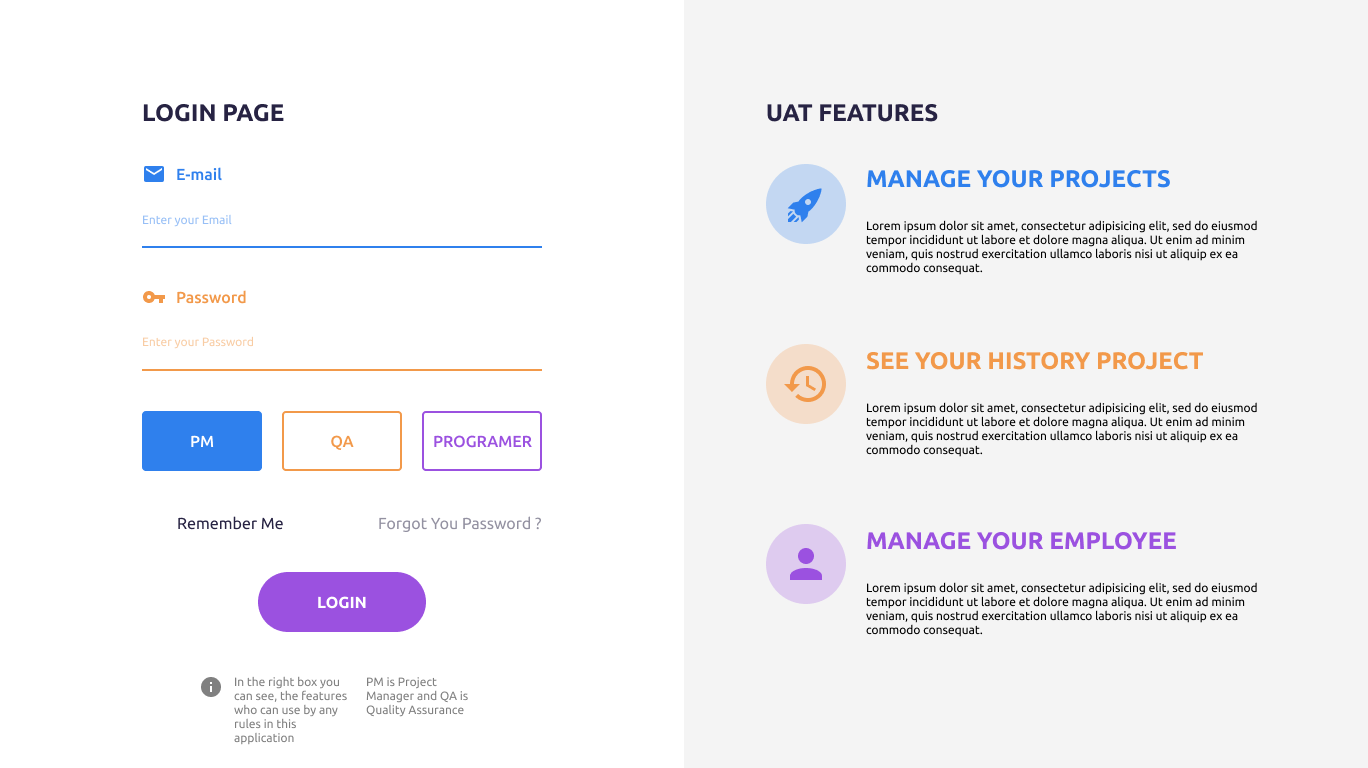 LOGIN PAGE
E-mail
Enter your Email
Password
Enter your Password
PM
QA
PROGRAMER
Remember Me
Forgot You Password ?
LOGIN
In the right box you
can see, the features
who can use by any
rules in this
application
PM is Project
Manager and QA is
Quality Assurance
UAT FEATURES
MANAGE YOUR PROJECTS
Lorem ipsum dolor sit amet, consectetur adipisicing elit, sed do eiusmod
tempor incididunt ut labore et dolore magna aliqua. Ut enim ad minim
veniam, quis nostrud exercitation ullamco laboris nisi ut aliquip ex ea
commodo consequat.
SEE YOUR HISTORY PROJECT
Lorem ipsum dolor sit amet, consectetur adipisicing elit, sed do eiusmod
tempor incididunt ut labore et dolore magna aliqua. Ut enim ad minim
veniam, quis nostrud exercitation ullamco laboris nisi ut aliquip ex ea
commodo consequat.
MANAGE YOUR EMPLOYEE
Lorem ipsum dolor sit amet, consectetur adipisicing elit, sed do eiusmod
tempor incididunt ut labore et dolore magna aliqua. Ut enim ad minim
veniam, quis nostrud exercitation ullamco laboris nisi ut aliquip ex ea
commodo consequat.